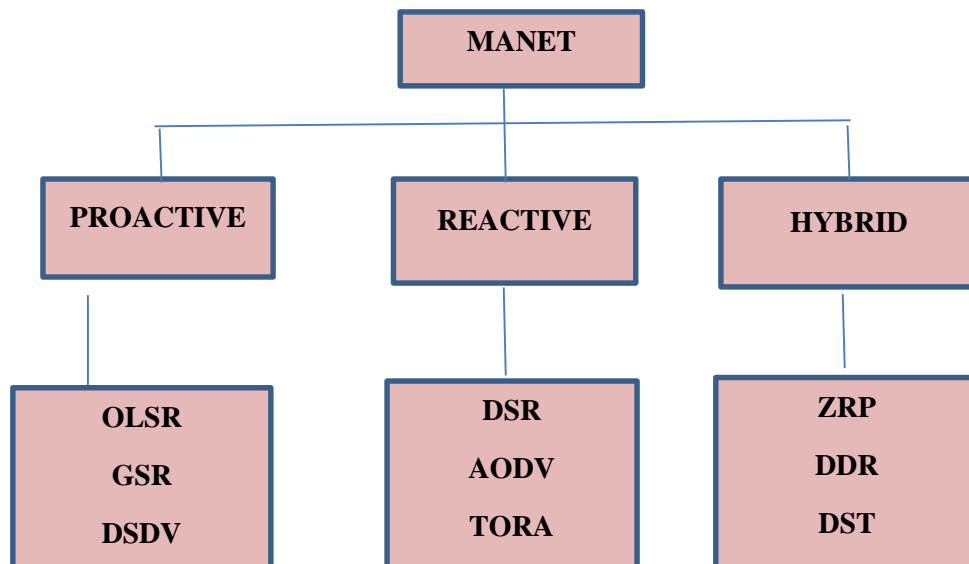 MANET
PROACTIVE
REACTIVE
HYBRID
OLSR
GSR
DSDV
DSR
AODV
TORA
ZRP
DDR
DST